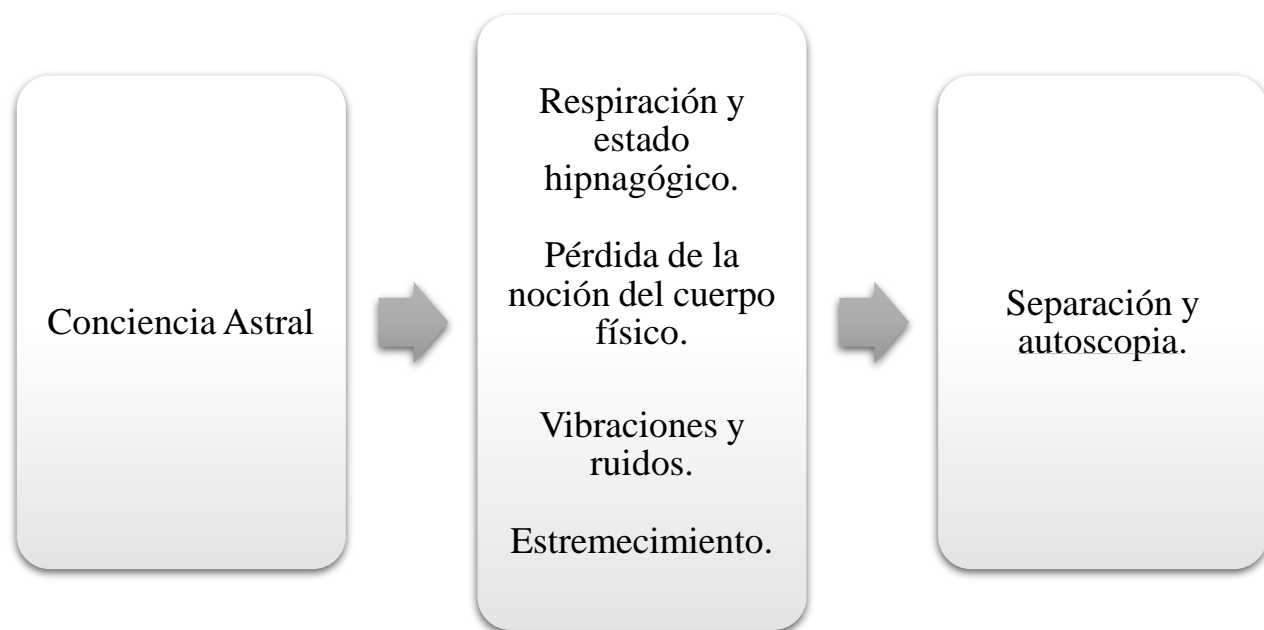 Conciencia Astral
Respiración y
estado
hipnagógico.
Pérdida de la
noción del cuerpo
físico.
Vibraciones y
ruidos.
Estremecimiento.
Separación y
autoscopia.